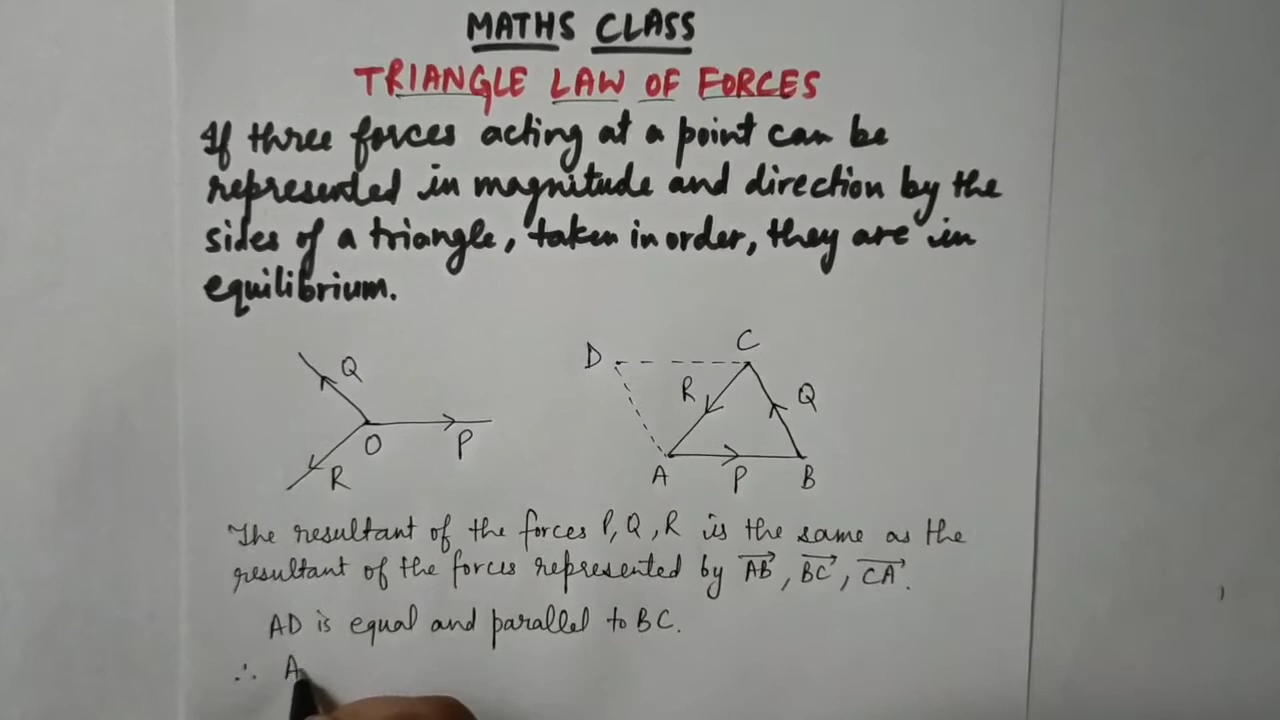 MATHS CLASS
TRIANGLE LAW OF FORCES
If three forces acting at a point can be
represented in magnitude and direction by the
sides of a triangle, taken in order, they are in
equilibrium.
Q
O
P
R
D
C
R
Q
A
P
B
The resultant of the forces P, Q, R is the same as the
resultant of the forces represented by \overrightarrow{AB}, \overrightarrow{BC}, \overrightarrow{CA}.
AD is equal and parallel to BC.
∴ A